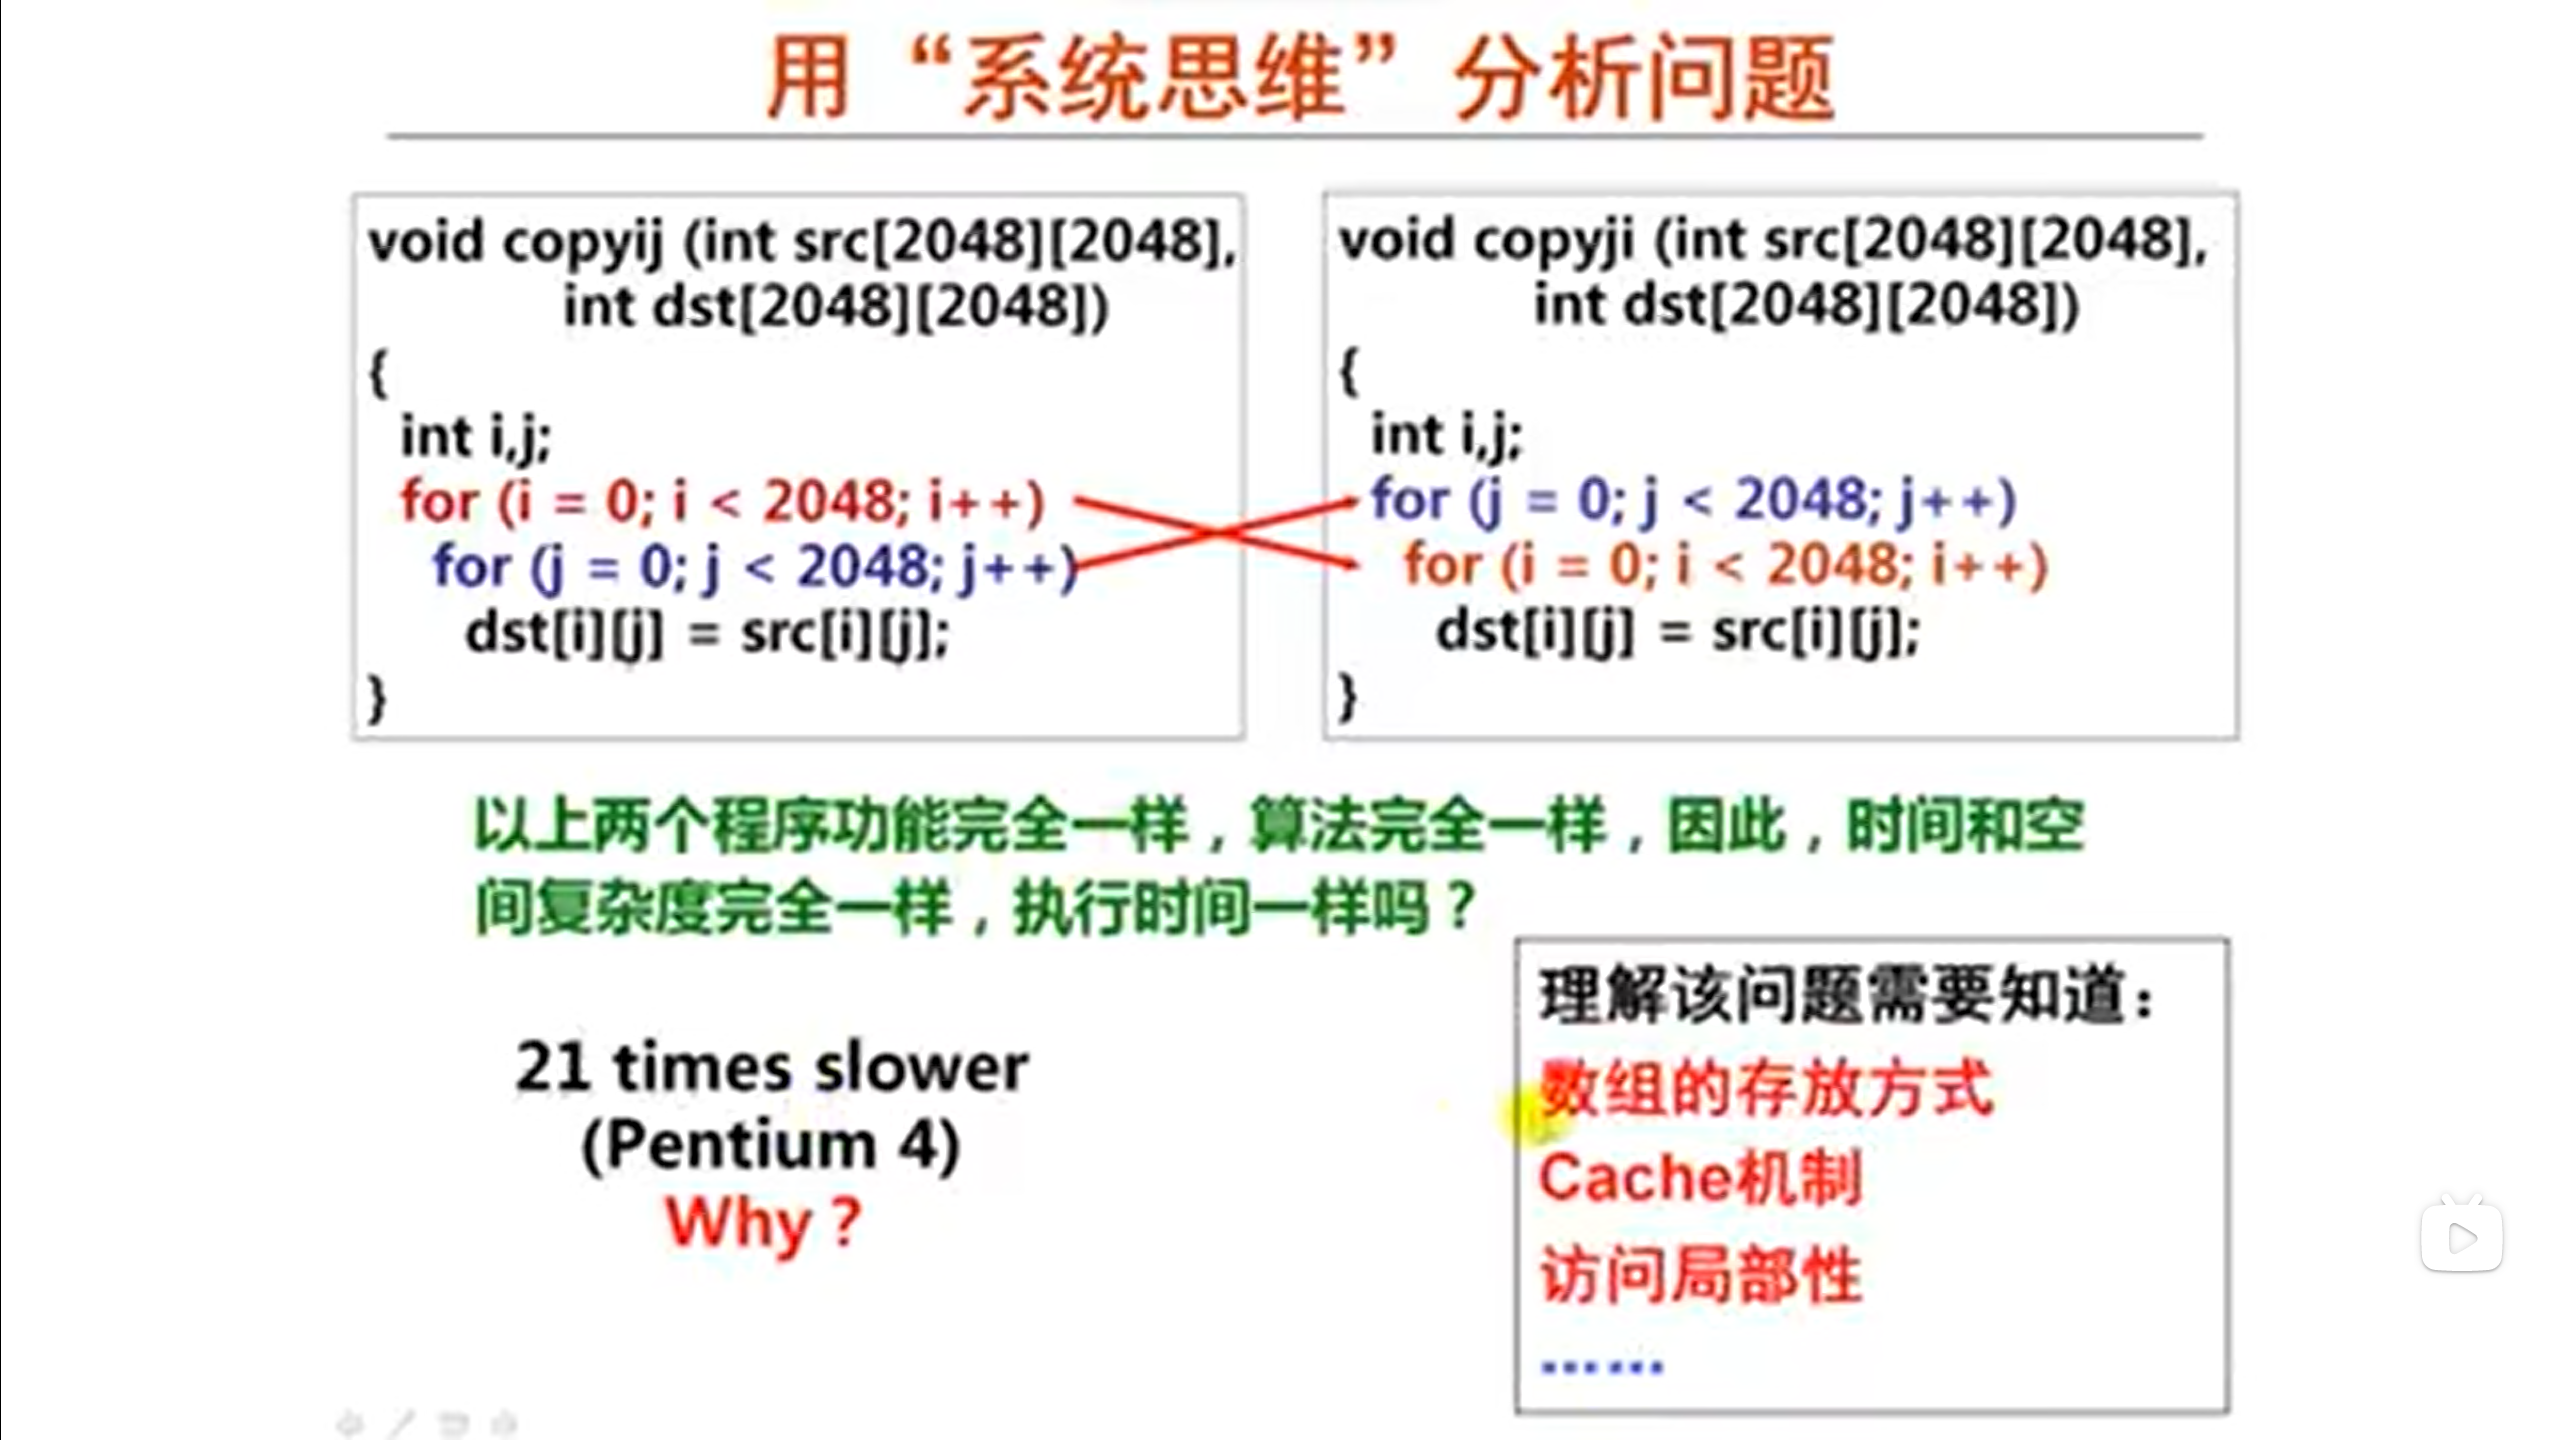 用“系统思维”分析问题
void copyij (int src[2048][2048],
int dst[2048][2048])
{
int i,j;
for (i = 0; i < 2048; i++)
for (j = 0; j < 2048; j++)
dst[i][j] = src[i][j];
}
void copyji (int src[2048][2048],
int dst[2048][2048])
{
int i,j;
for (j = 0; j < 2048; j++)
for (i = 0; i < 2048; i++)
dst[i][j] = src[i][j];
}
以上两个程序功能完全一样，算法完全一样，因此，时间和空
间复杂度完全一样，执行时间一样吗？
21 times slower
(Pentium 4)
Why？
理解该问题需要知道：
数组的存放方式
Cache机制
访问局部性
……